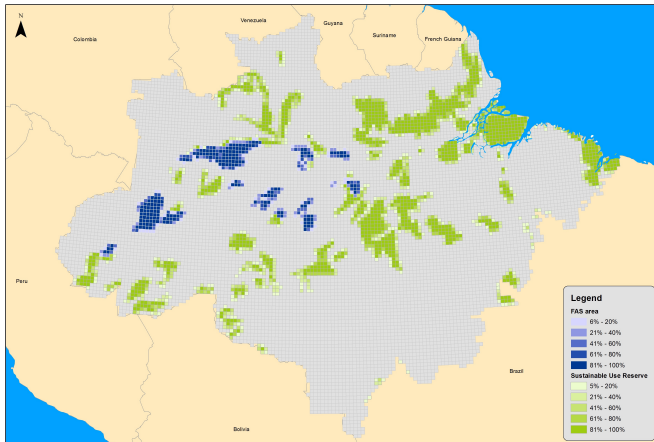 N
Venezuela
Guyana
Colombia
Suriname
French Guiana
Peru
Brazil
Bolivia
Legend
FAS area
6% - 20%
21% - 40%
41% - 60%
61% - 80%
81% - 100%
Sustainable Use Reserve
5% - 20%
21% - 40%
41% - 60%
61% - 80%
81% - 100%